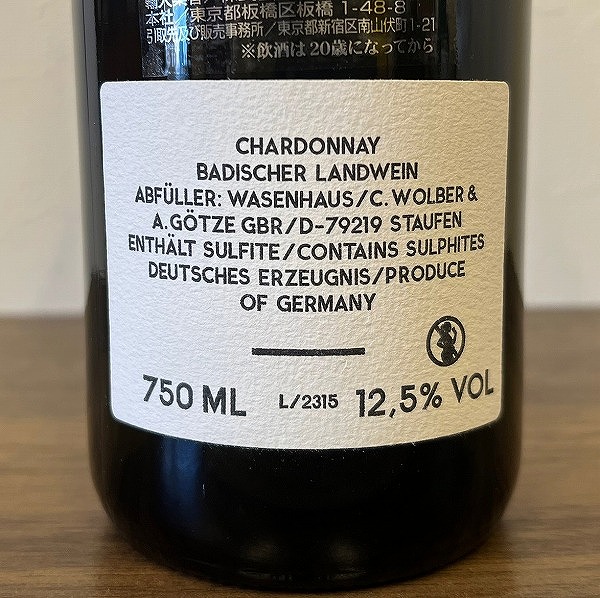 本社/東京都板橋区板橋 1-48-8
引取先及び販売事務所/東京都新宿区南山伏町1-21
※飲酒は20歳になってから
CHARDONNAY
BADISCHER LANDWEIN
ABFÜLLER: WASENHAUS/C. WOLBER &
A. GÖTZE GBR/D-79219 STAUFEN
ENTHÄLT SULFITE/CONTAINS SULPHITES
DEUTSCHES ERZEUGNIS/PRODUCE
OF GERMANY
750 ML L/2315 12,5% VOL